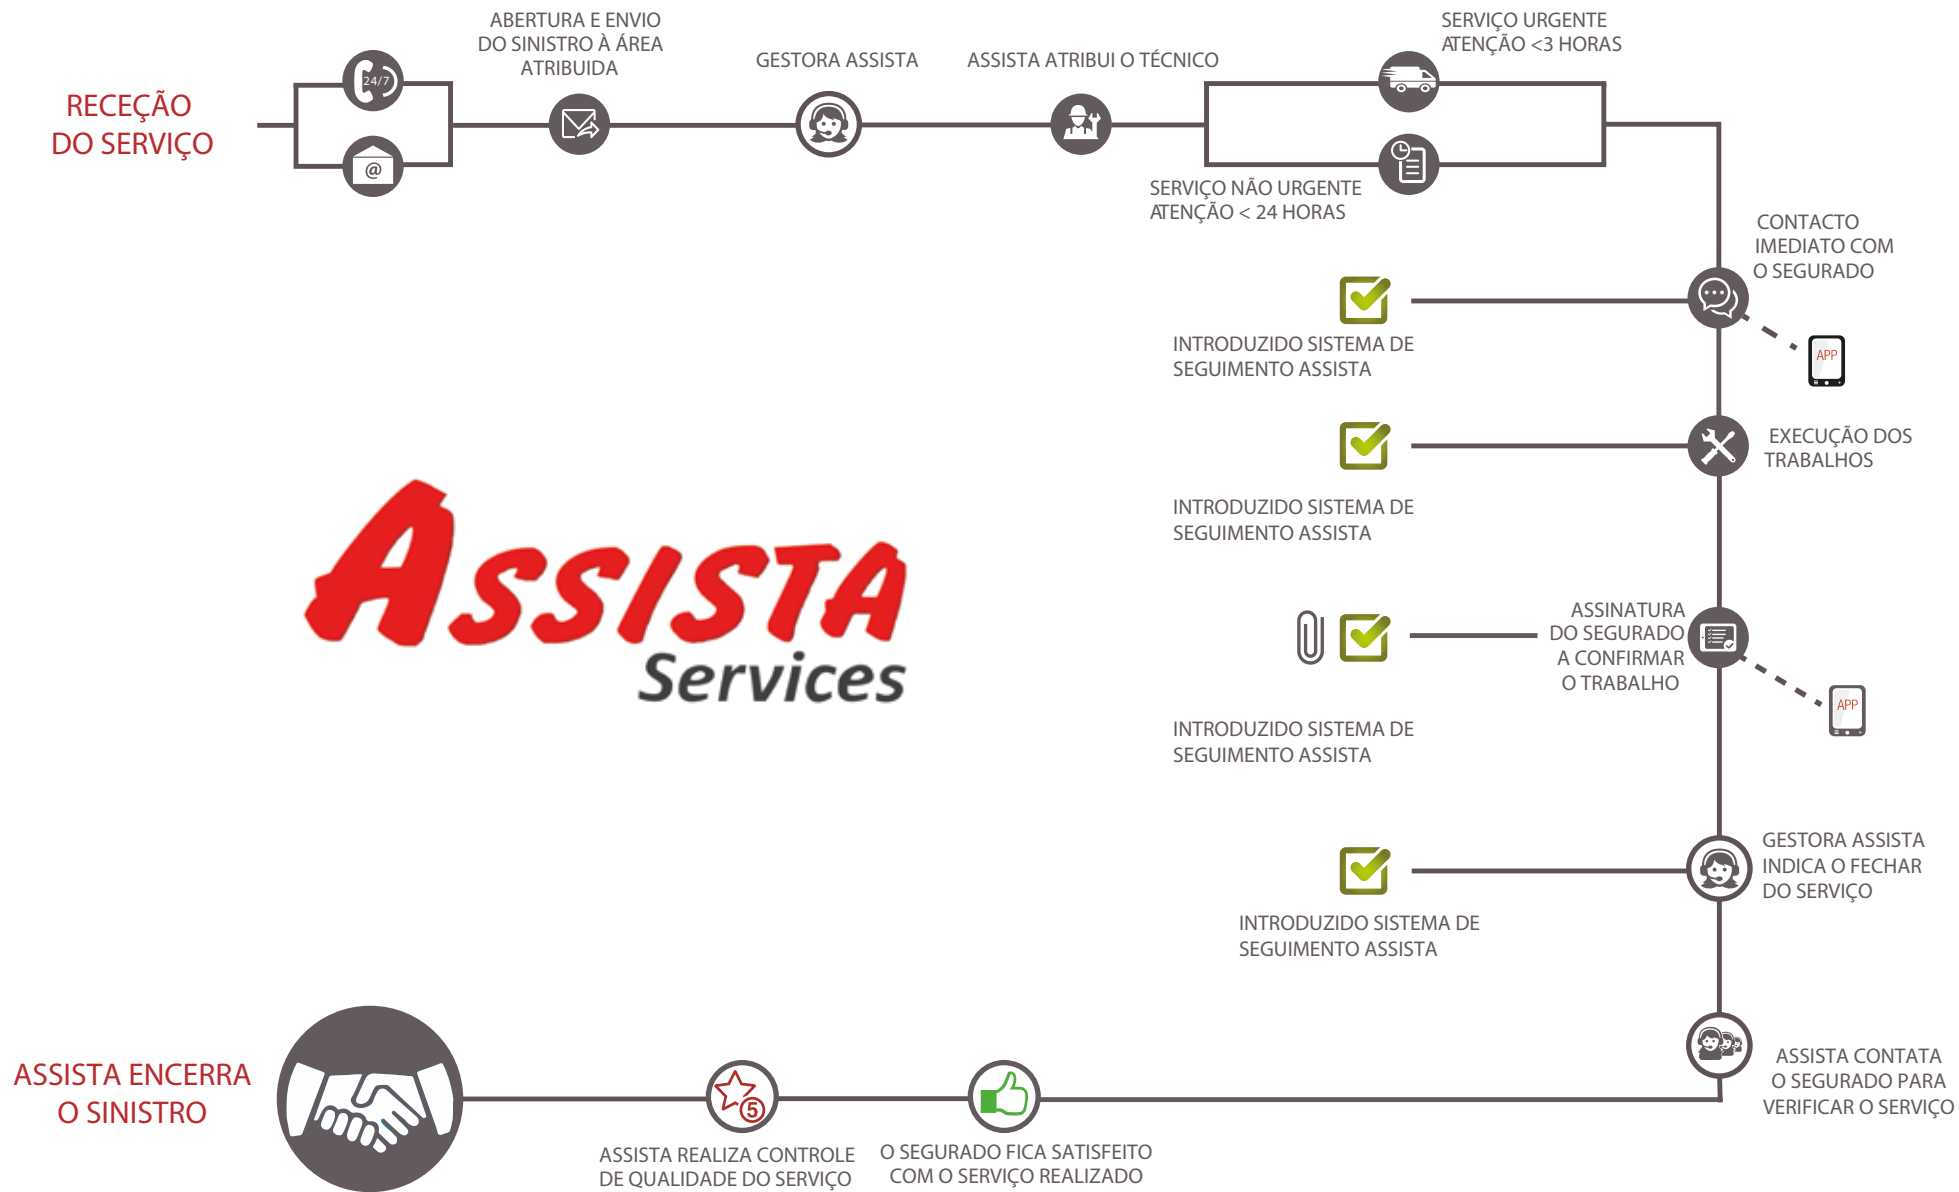 RECEÇÃO
DO SERVIÇO
24/7
@
ABERTURA E ENVIO
DO SINISTRO À ÁREA
ATRIBUIDA
GESTORA ASSISTA
ASSISTA ATRIBUI O TÉCNICO
SERVIÇO URGENTE
ATENÇÃO <3 HORAS
SERVIÇO NÃO URGENTE
ATENÇÃO < 24 HORAS
CONTACTO
IMEDIATO COM
O SEGURADO
APP
INTRODUZIDO SISTEMA DE
SEGUIMENTO ASSISTA
EXECUÇÃO DOS
TRABALHOS
INTRODUZIDO SISTEMA DE
SEGUIMENTO ASSISTA
ASSISTA
Services
ASSINATURA
DO SEGURADO
A CONFIRMAR
O TRABALHO
APP
INTRODUZIDO SISTEMA DE
SEGUIMENTO ASSISTA
GESTORA ASSISTA
INDICA O FECHAR
DO SERVIÇO
INTRODUZIDO SISTEMA DE
SEGUIMENTO ASSISTA
ASSISTA CONTATA
O SEGURADO PARA
VERIFICAR O SERVIÇO
O SEGURADO FICA SATISFEITO
COM O SERVIÇO REALIZADO
5
ASSISTA REALIZA CONTROLE
DE QUALIDADE DO SERVIÇO
ASSISTA ENCERRA
O SINISTRO